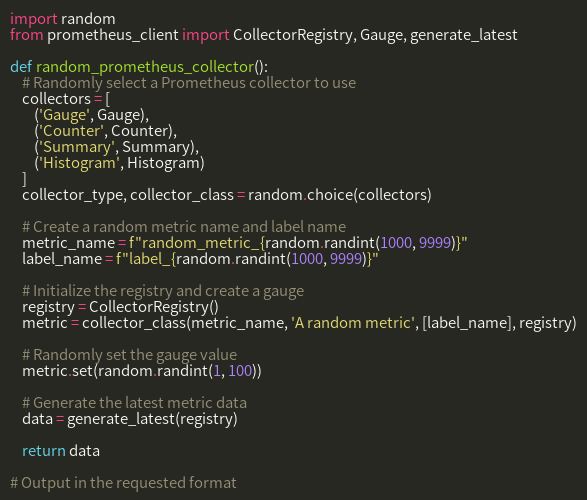 import random
from prometheus_client import CollectorRegistry, Gauge, generate_latest

def random_prometheus_collector():
    # Randomly select a Prometheus collector to use
    collectors = [
        ('Gauge', Gauge),
        ('Counter', Counter),
        ('Summary', Summary),
        ('Histogram', Histogram)
    ]
    collector_type, collector_class = random.choice(collectors)

    # Create a random metric name and label name
    metric_name = f"random_metric_{random.randint(1000, 9999)}"
    label_name = f"label_{random.randint(1000, 9999)}"

    # Initialize the registry and create a gauge
    registry = CollectorRegistry()
    metric = collector_class(metric_name, 'A random metric', [label_name], registry)

    # Randomly set the gauge value
    metric.set(random.randint(1, 100))

    # Generate the latest metric data
    data = generate_latest(registry)

    return data

# Output in the requested format